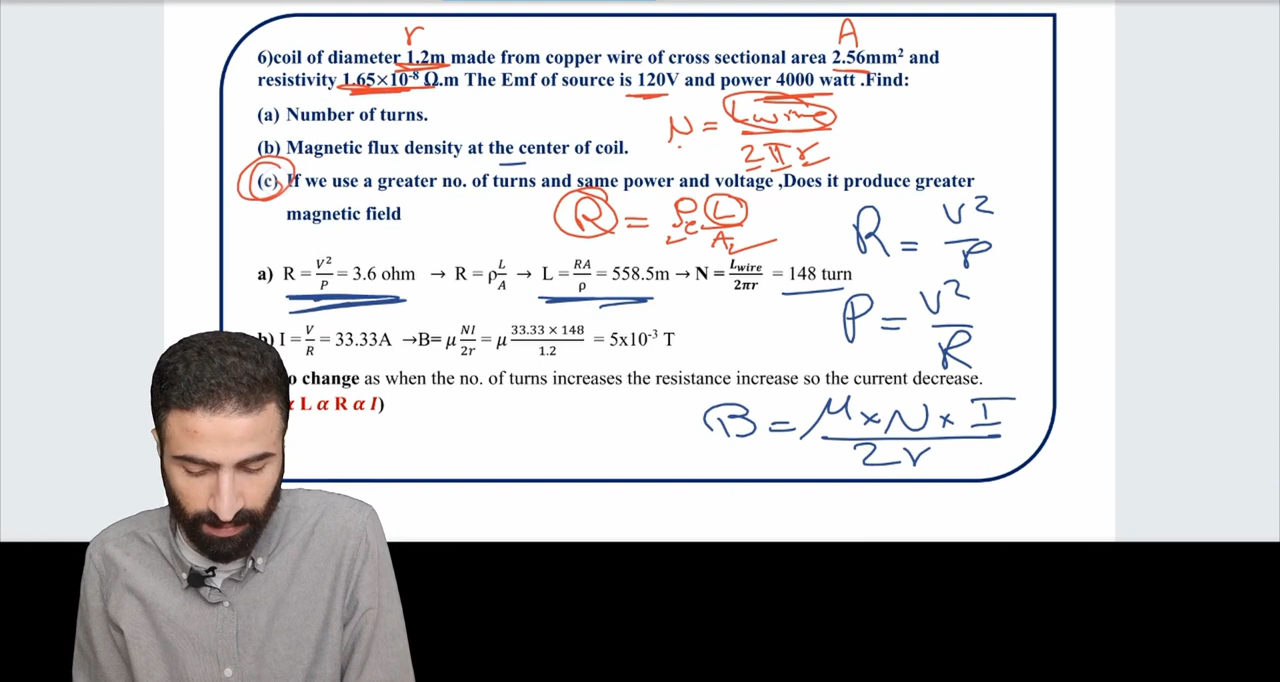 r
A
6)coil of diameter 1.2m made from copper wire of cross sectional area 2.56mm² and
resistivity 1.65×10⁻⁸ Ω.m The Emf of source is 120V and power 4000 watt .Find:
(a) Number of turns.
N = Lwire / 2πr
(b) Magnetic flux density at the center of coil.
(c) If we use a greater no. of turns and same power and voltage ,Does it produce greater
magnetic field
R = ρe L / A
R = V² / P
a) R = V²/P = 3.6 ohm → R = ρ L/A → L = RA/ρ = 558.5m → N = Lwire/2πr = 148 turn
P = V² / R
) I = V/R = 33.33A →B= μ NI/2r = μ 33.33 × 148/1.2 = 5x10⁻³ T
o change as when the no. of turns increases the resistance increase so the current decrease.
L α R α I)
B = μ × N × I / 2r